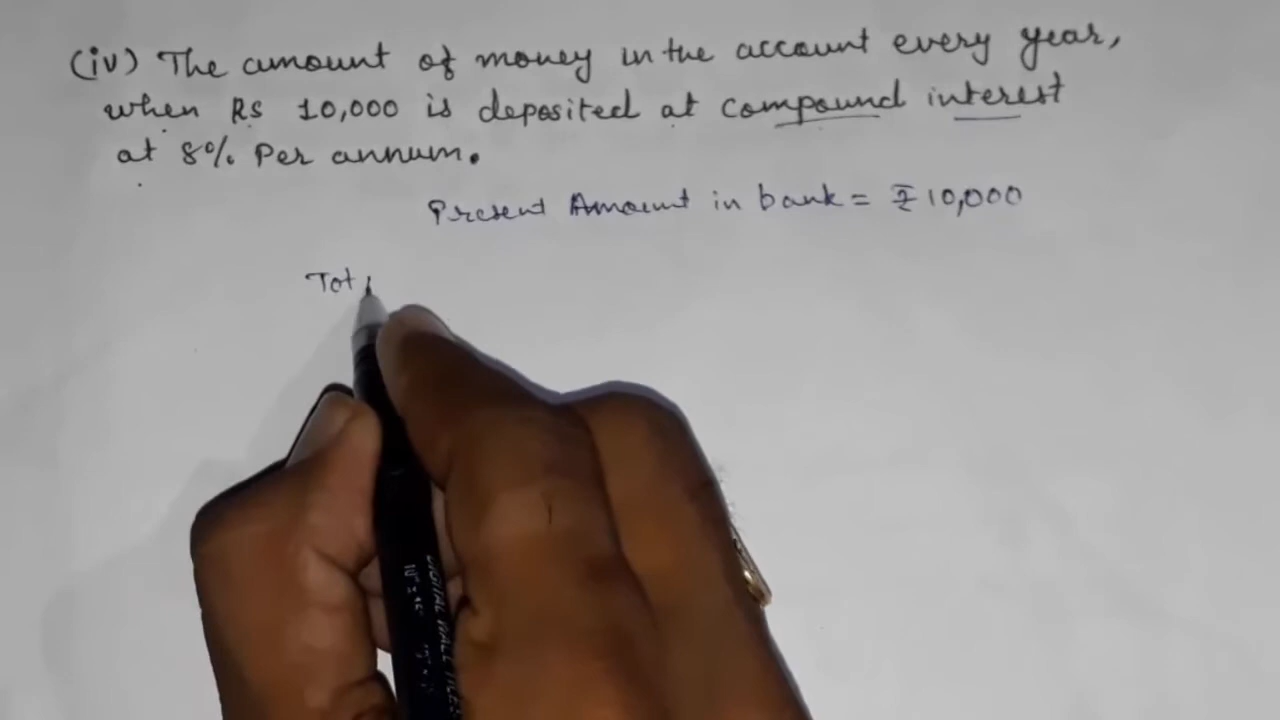 (iv) The amount of money in the account every year,
when Rs 10,000 is deposited at compound interest
at 8% Per annum.
Present Amount in bank = ₹10,000
Tot